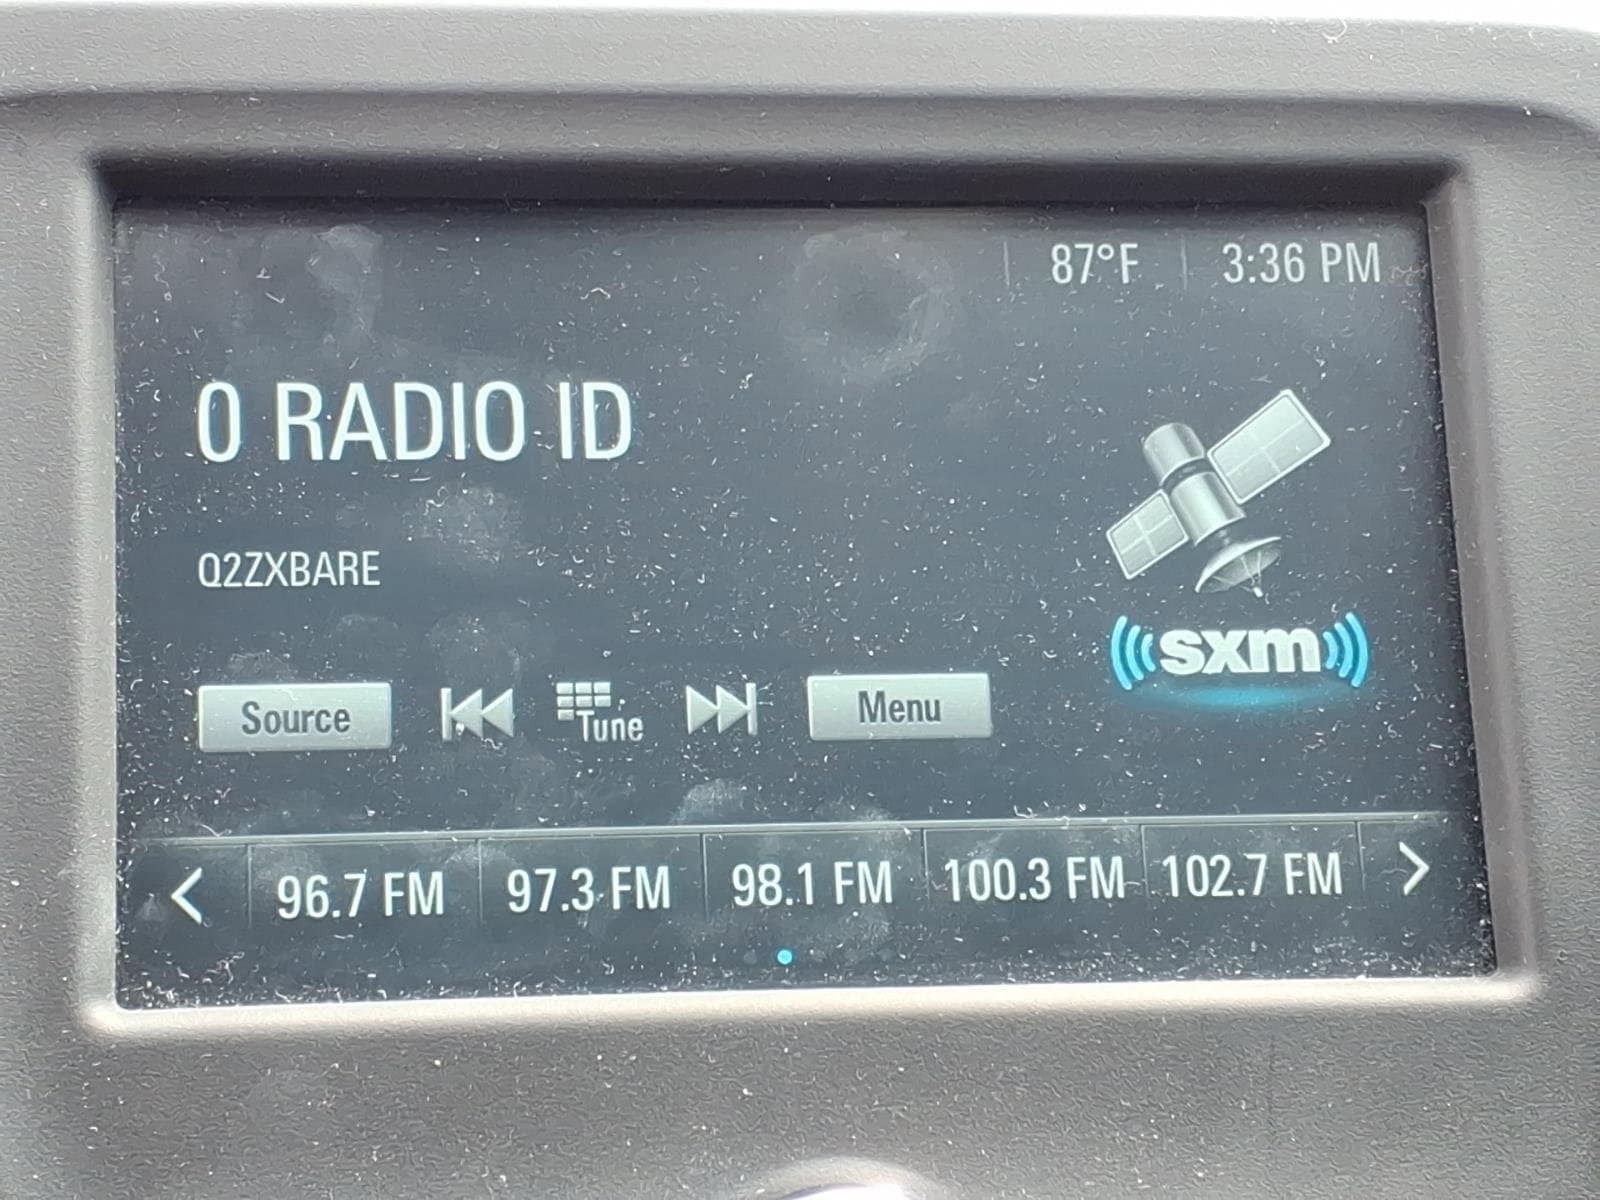 87°F 3:36 PM
0 RADIO ID
Q2ZXBARE
sxm
Source Tune Menu
96.7 FM 97.3 FM 98.1 FM 100.3 FM 102.7 FM